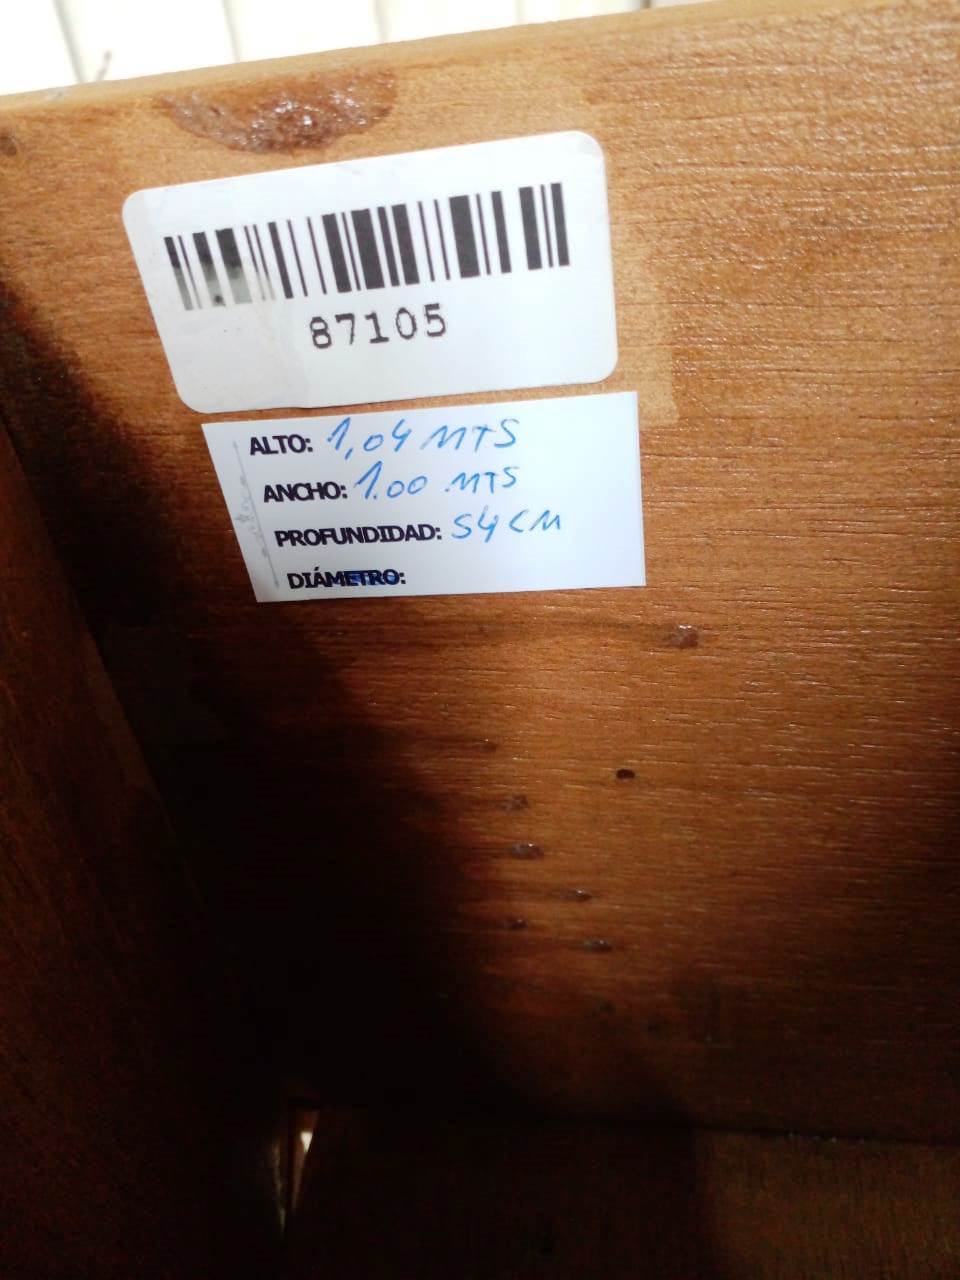 87105
ALTO: 1,04 MTS
ANCHO: 1.00 MTS
PROFUNDIDAD: 54 CM
DIÁMETRO: